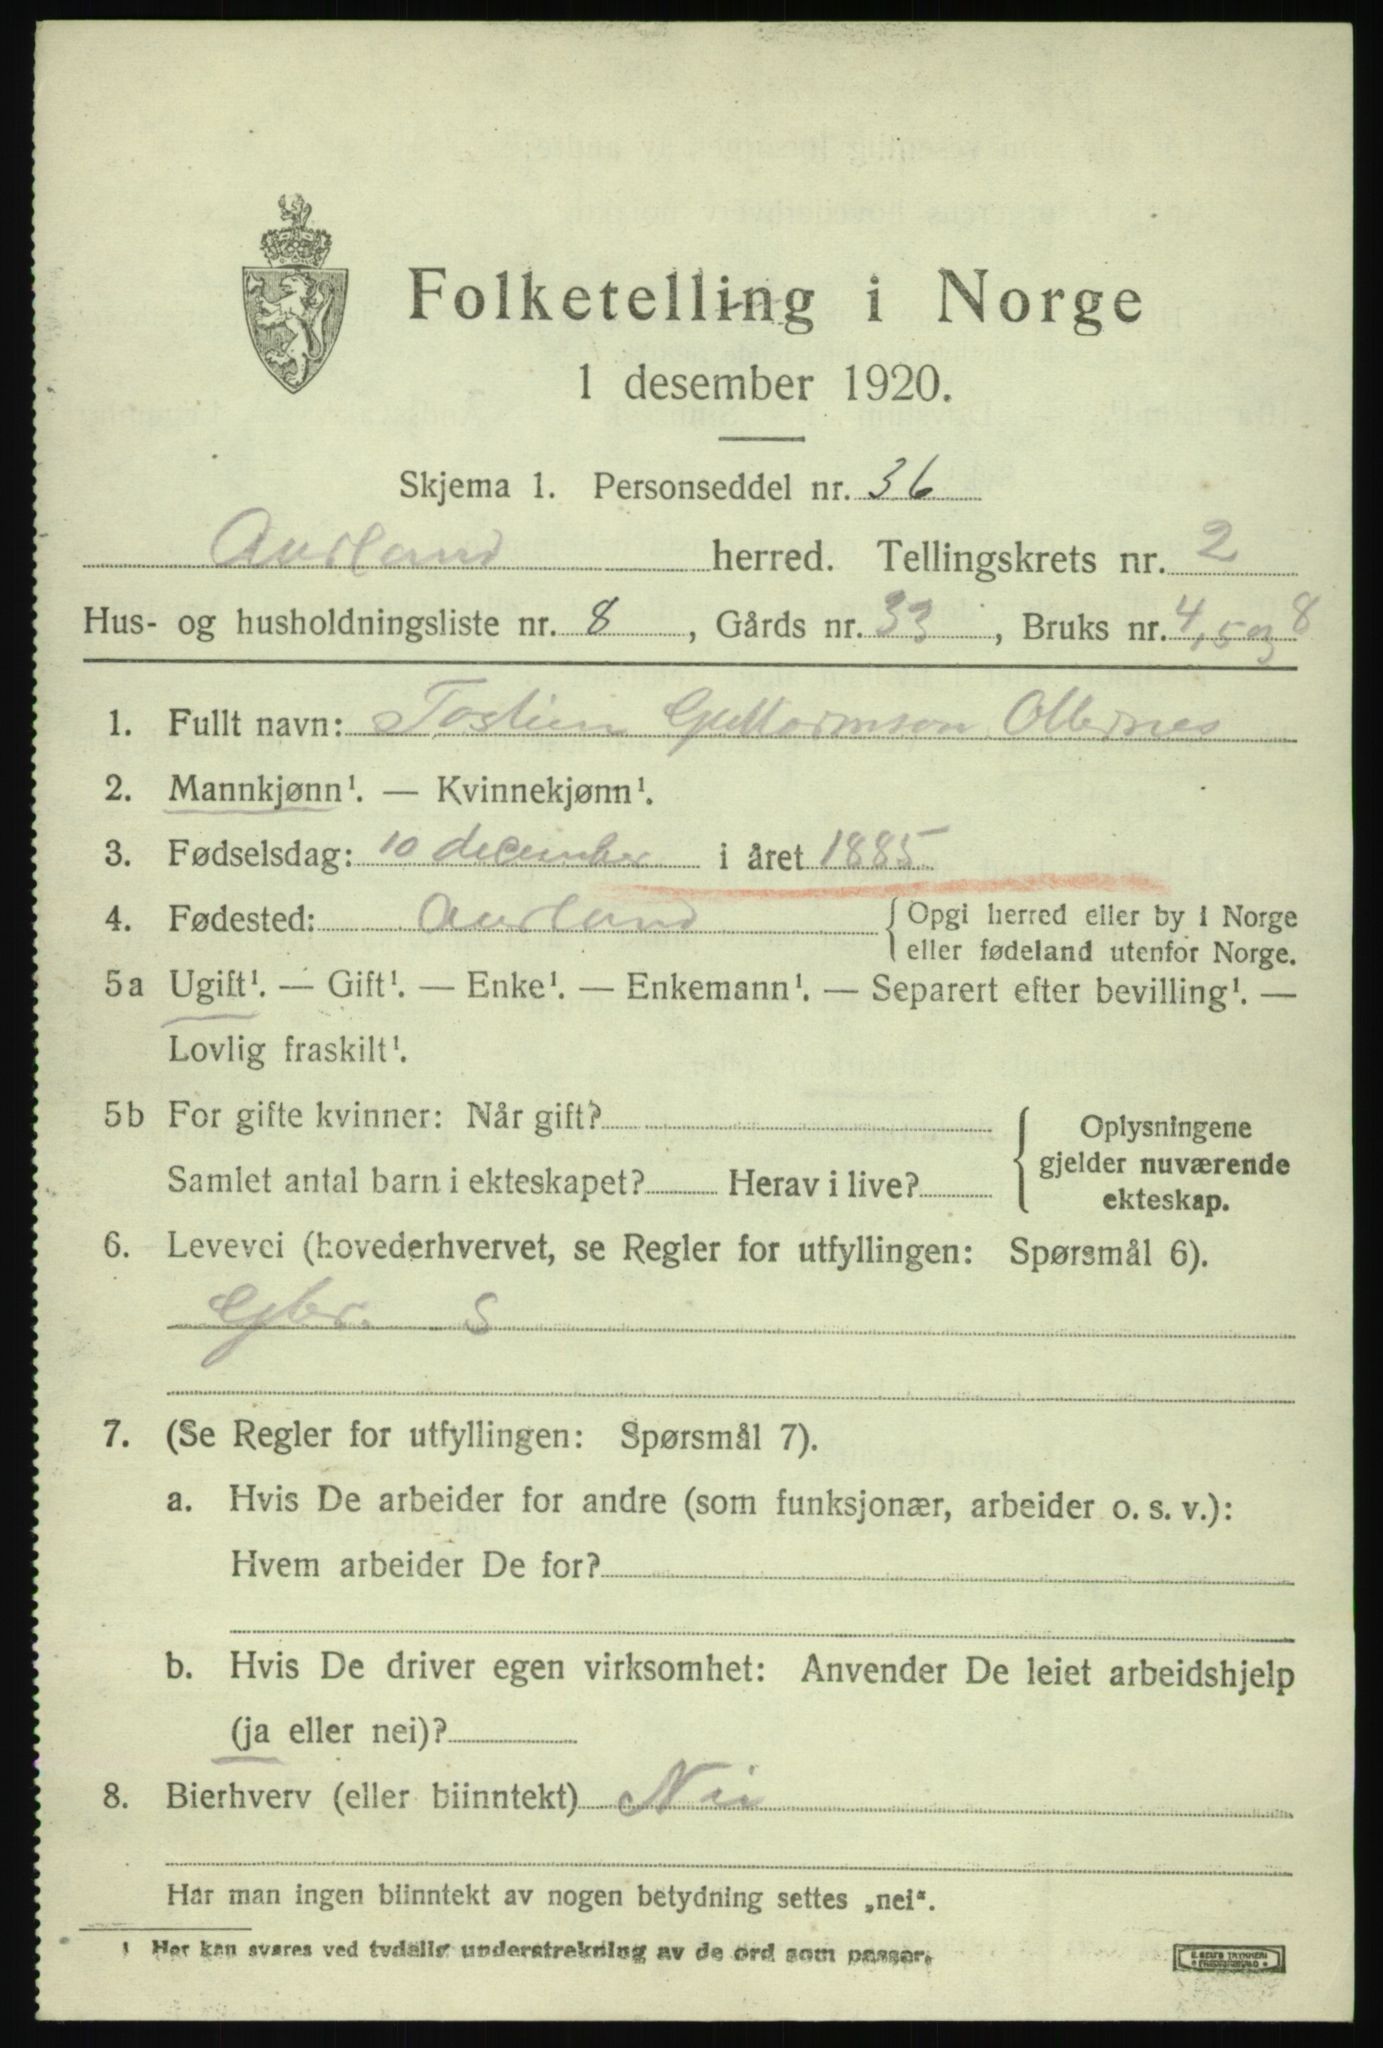 Folketelling i Norge
1 desember 1920.
Skjema 1. Personseddel nr. 36
Aurland herred. Tellingskrets nr. 2
Hus- og husholdningsliste nr. 8, Gårds nr. 33, Bruks nr. 4, 5 og 8
1. Fullt navn: Tostien Guttormson Otternes
2. Mannkjønn¹. — Kvinnekjønn¹.
3. Fødselsdag: 10 december i året 1885
4. Fødested: Aurland {Opgi herred eller by i Norge
eller fødeland utenfor Norge.
5a Ugift¹. — Gift¹. — Enke¹. — Enkemann¹. — Separert efter bevilling¹. —
Lovlig fraskilt¹.
5b For gifte kvinner: Når gift?
Samlet antal barn i ekteskapet? Herav i live?
{Oplysningene
gjelder nuværende
ekteskap.
6. Levevei (hovederhvervet, se Regler for utfyllingen: Spørsmål 6).
Gbr. S
7. (Se Regler for utfyllingen: Spørsmål 7).
a. Hvis De arbeider for andre (som funksjonær, arbeider o. s. v.):
Hvem arbeider De for?
b. Hvis De driver egen virksomhet: Anvender De leiet arbeidshjelp
(ja eller nei)?
8. Bierhverv (eller biinntekt) Nei
Har man ingen biinntekt av nogen betydning settes „nei“.
¹ Her kan svares ved tydelig understrekning av de ord som passer.